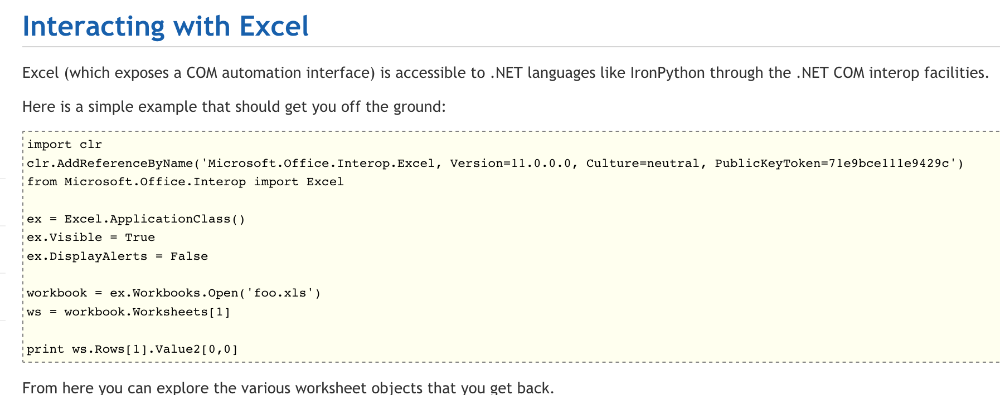 Interacting with Excel
Excel (which exposes a COM automation interface) is accessible to .NET languages like IronPython through the .NET COM interop facilities.
Here is a simple example that should get you off the ground:
import clr
clr.AddReferenceByName('Microsoft.Office.Interop.Excel, Version=11.0.0.0, Culture=neutral, PublicKeyToken=71e9bce111e9429c')
from Microsoft.Office.Interop import Excel
ex = Excel.ApplicationClass()
ex.Visible = True
ex.DisplayAlerts = False
workbook = ex.Workbooks.Open('foo.xls')
ws = workbook.Worksheets[1]
print ws.Rows[1].Value2[0,0]
From here you can explore the various worksheet objects that you get back.